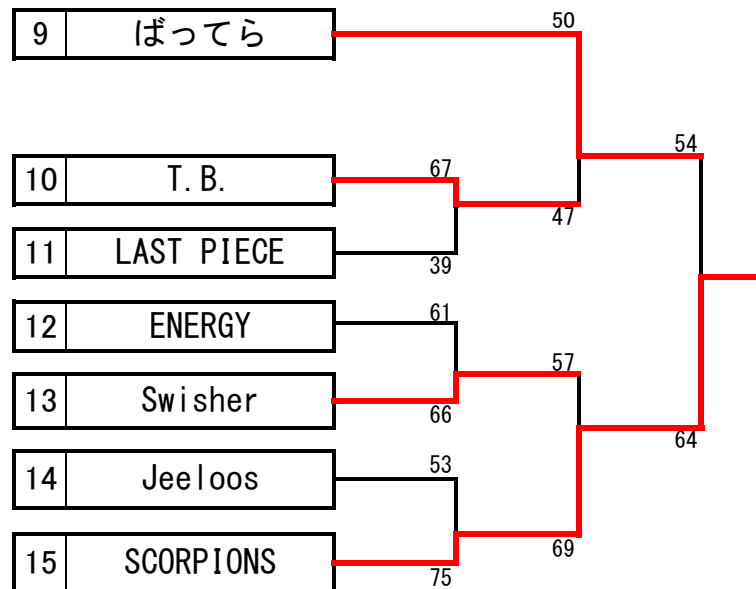 9 ばってら
50
54
10 T.B.
67
47
11 LAST PIECE
39
12 ENERGY
61
57
13 Swisher
66
64
14 Jeeloos
53
69
15 SCORPIONS
75